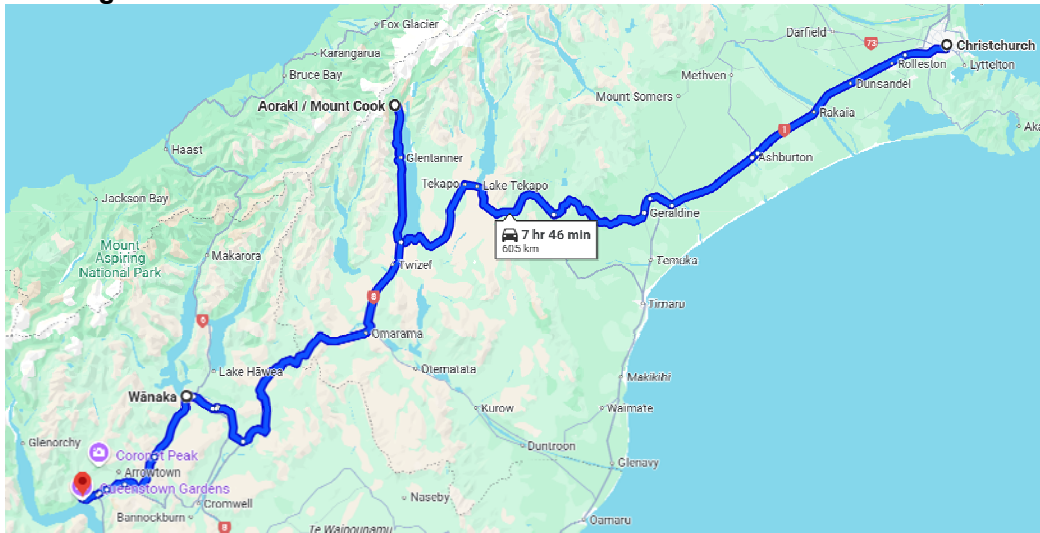 Fox Glacier
Darfield
73
Christchurch
Karangarua
Rolleston
Lyttelton
Bruce Bay
Methven
Dunsandel
Mount Somers
Aoraki / Mount Cook
Rakaia
1
Aka
Haast
Glentanner
Ashburton
Tekapo
Lake Tekapo
Jackson Bay
Geraldine
7 hr 46 min
605 km
Mount
Aspiring
National Park
Makarora
Twizel
Temuka
8
Timaru
6
Omarama
Lake Hāwea
Otematata
Makikihi
Wānaka
Kurow
Waimate
Glenorchy
Coronet Peak
Duntroon
Arrowtown
Glenavy
Queenstown Gardens
Cromwell
Naseby
Bannockburn
8
Te Waipounamu
Oamaru